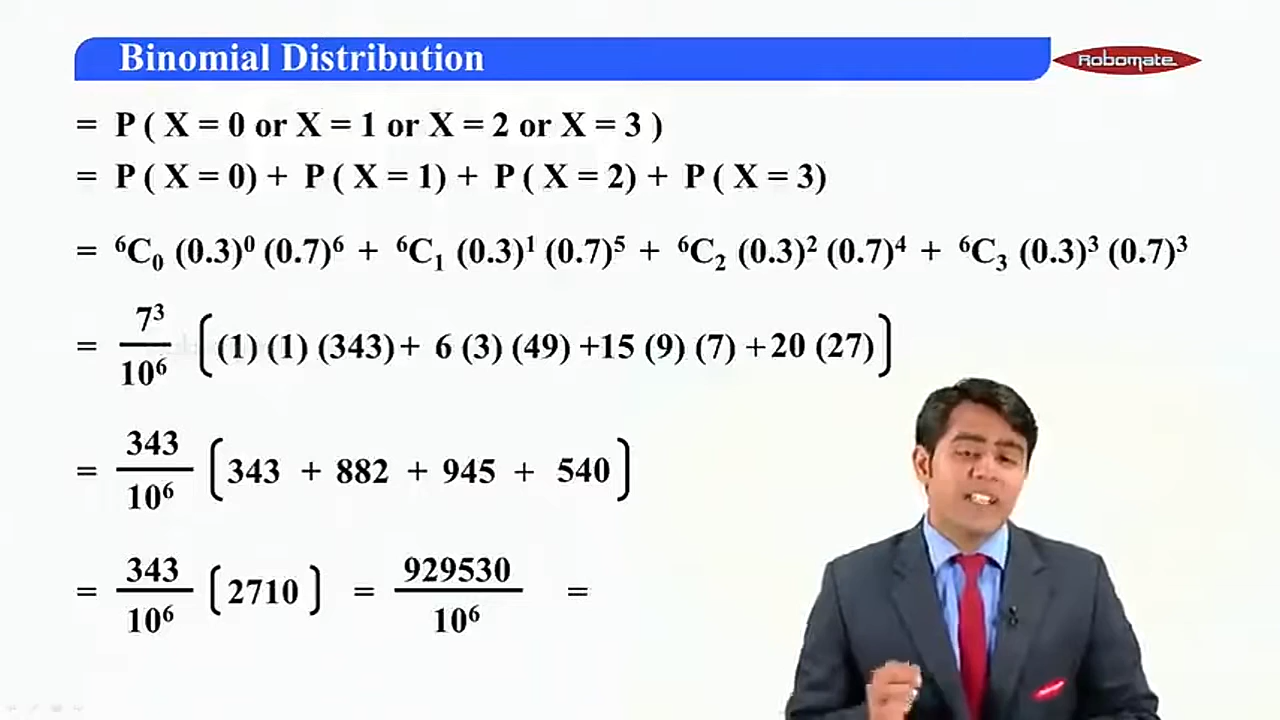 Binomial Distribution
Robomate
= P ( X = 0 or X = 1 or X = 2 or X = 3 )
= P ( X = 0) + P ( X = 1) + P ( X = 2) + P ( X = 3)
= ⁶C₀ (0.3)⁰ (0.7)⁶ + ⁶C₁ (0.3)¹ (0.7)⁵ + ⁶C₂ (0.3)² (0.7)⁴ + ⁶C₃ (0.3)³ (0.7)³
= 7³/10⁶ [(1) (1) (343) + 6 (3) (49) +15 (9) (7) +20 (27)]
= 343/10⁶ [343 + 882 + 945 + 540]
= 343/10⁶ [2710] = 929530/10⁶ =